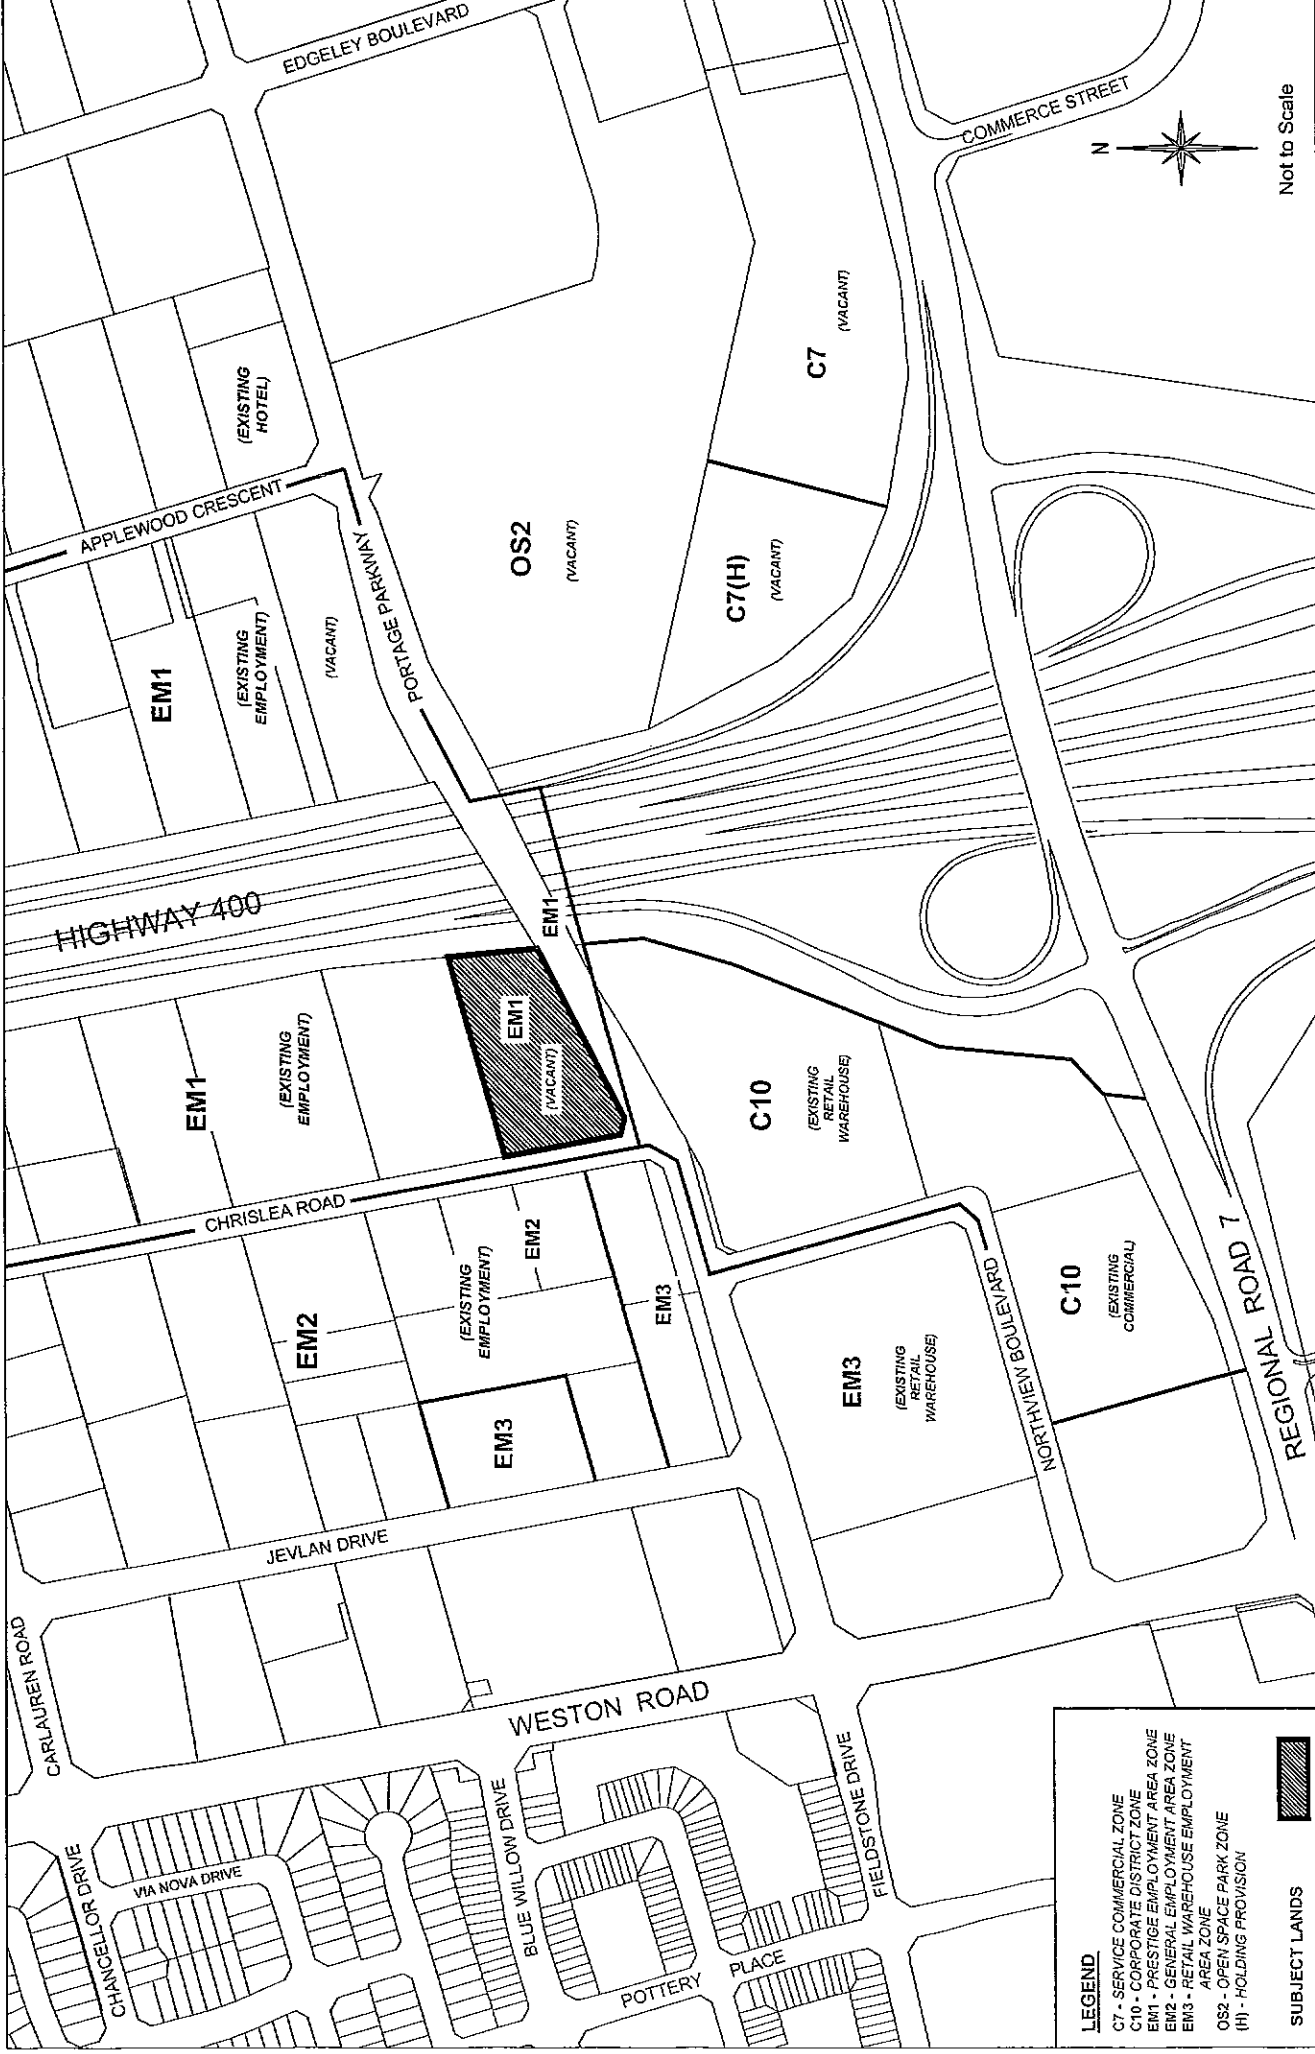 EDGELEY BOULEVARD
COMMERCE STREET
N
Not to Scale
(EXISTING
HOTEL)
C7
(VACANT)
APPLEWOOD CRESCENT
PORTAGE PARKWAY
OS2
(VACANT)
C7(H)
(VACANT)
EM1
(EXISTING
EMPLOYMENT)
(VACANT)
HIGHWAY 400
EM1
EM1
(VACANT)
EM1
(EXISTING
EMPLOYMENT)
C10
(EXISTING
RETAIL
WAREHOUSE)
CHRISLEA ROAD
EM2
(EXISTING
EMPLOYMENT)
EM2
EM3
EM3
EM3
(EXISTING
RETAIL
WAREHOUSE)
NORTHVIEW BOULEVARD
C10
(EXISTING
COMMERCIAL)
REGIONAL ROAD 7
JEVLAN DRIVE
CARLAUREN ROAD
WESTON ROAD
CHANCELLOR DRIVE
VIA NOVA DRIVE
BLUE WILLOW DRIVE
FIELDSTONE DRIVE
POTTERY PLACE
LEGEND
C7 - SERVICE COMMERCIAL ZONE
C10 - CORPORATE DISTRICT ZONE
EM1 - PRESTIGE EMPLOYMENT AREA ZONE
EM2 - GENERAL EMPLOYMENT AREA ZONE
EM3 - RETAIL WAREHOUSE EMPLOYMENT
AREA ZONE
OS2 - OPEN SPACE PARK ZONE
(H) - HOLDING PROVISION
SUBJECT LANDS